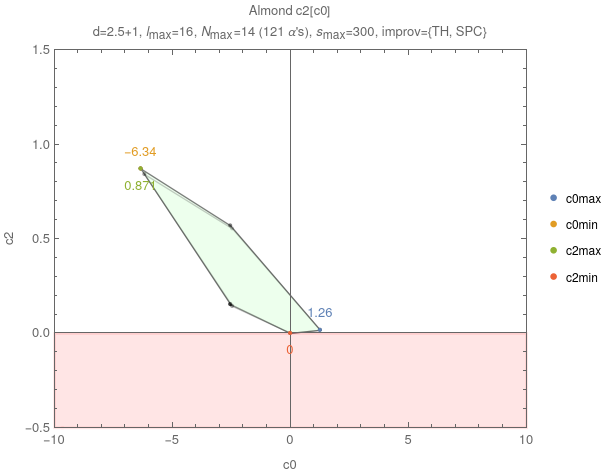 Almond c2[c0]
d=2.5+1, lmax=16, Nmax=14 (121 α's), smax=300, improv={TH, SPC}
1.5
1.0
0.5
0.0
−0.5
c2
−6.34
0.871
1.26
0
−10
−5
0
5
10
c0
c0max
c0min
c2max
c2min